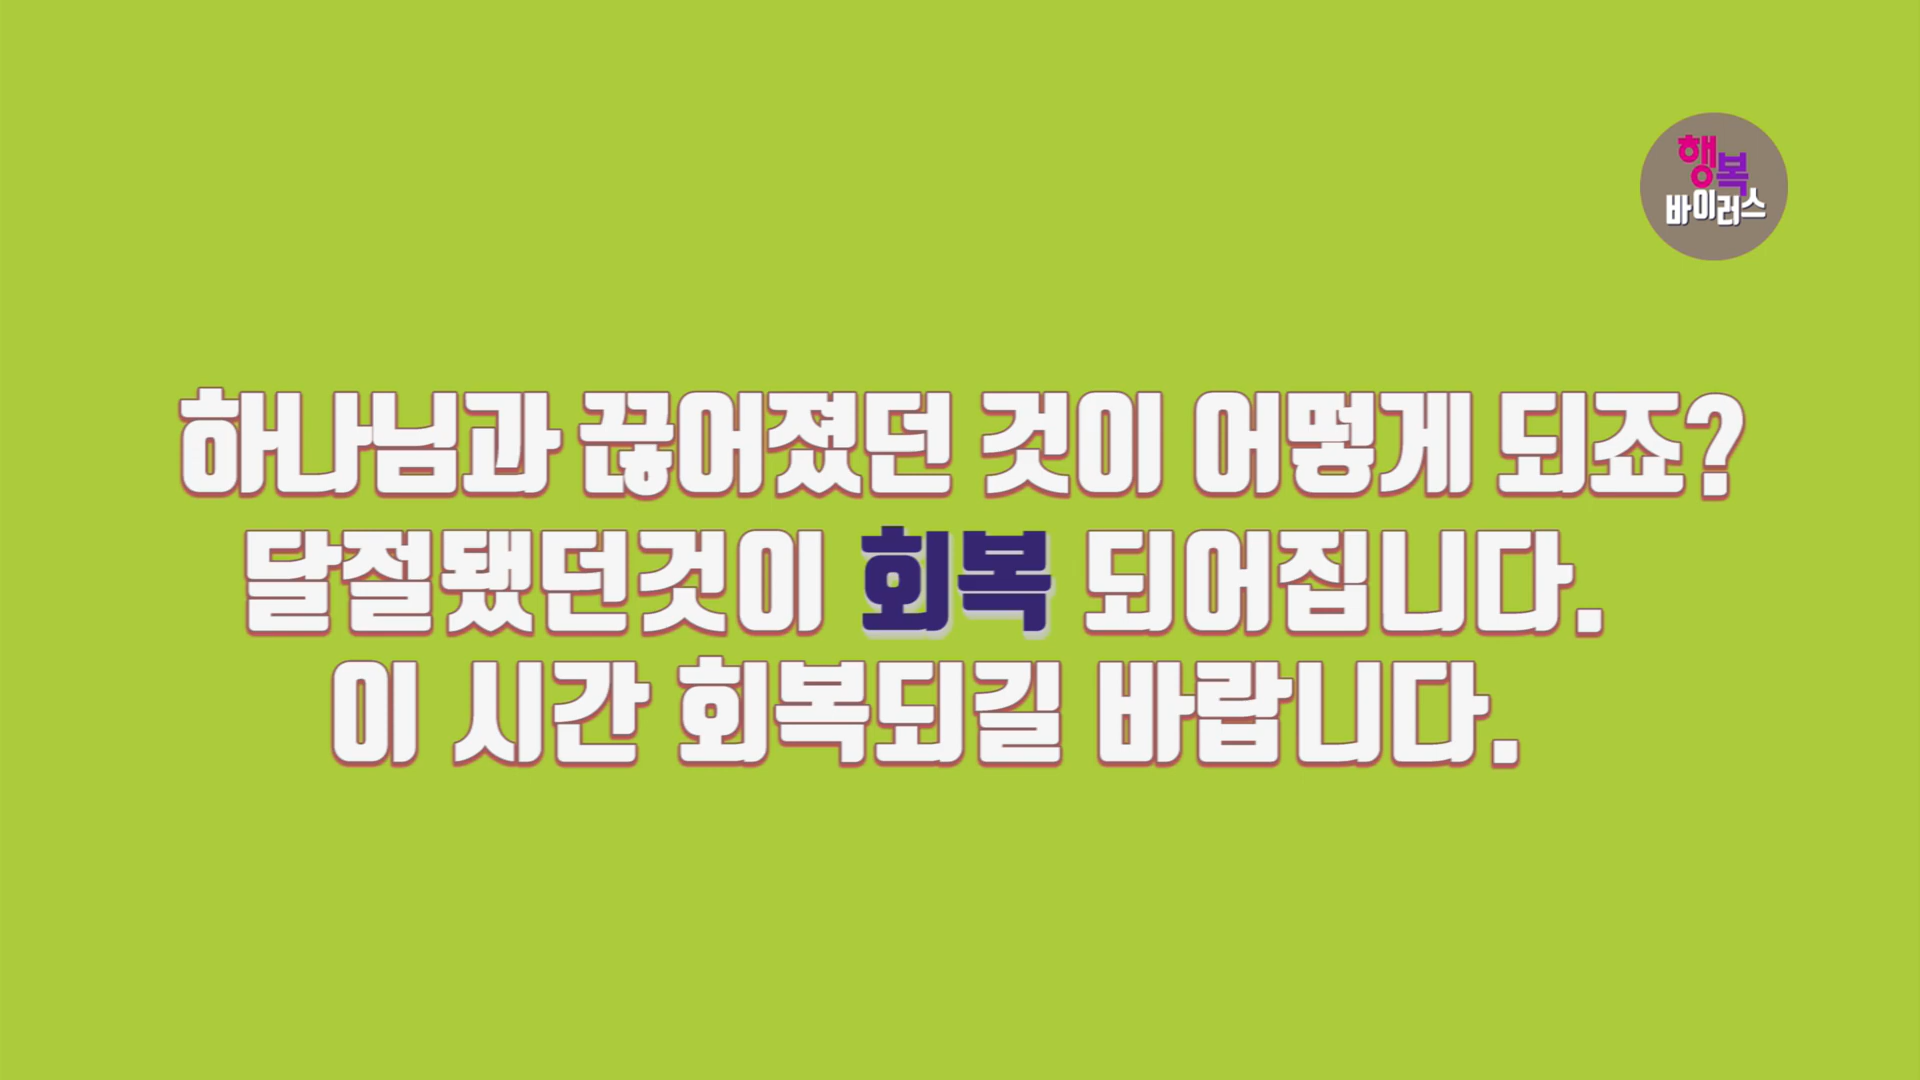 행복
바이러스
하나님과 끊어졌던 것이 어떻게 되죠?
달절됐던것이 회복 되어집니다.
이 시간 회복되길 바랍니다.